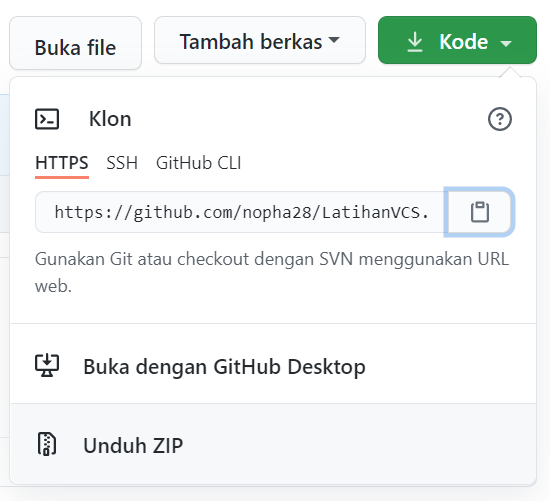 Buka file
Tambah berkas
Kode
Klon
HTTPS SSH GitHub CLI
https://github.com/nopha28/LatihanVCS.
Gunakan Git atau checkout dengan SVN menggunakan URL
web.
Buka dengan GitHub Desktop
Unduh ZIP